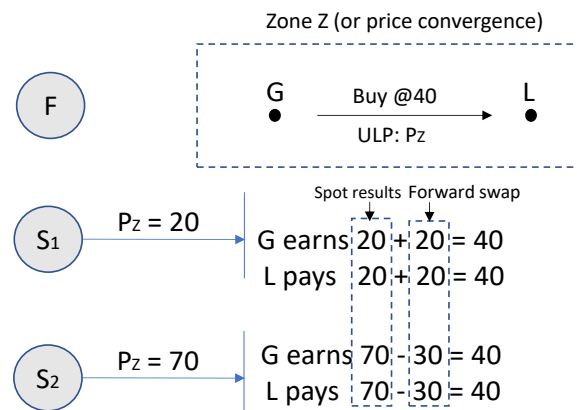 Zone Z (or price convergence)
F
G
L
Buy @40
ULP: Pz
Spot results
Forward swap
S1
Pz = 20
G earns 20 + 20 = 40
L pays 20 + 20 = 40
S2
Pz = 70
G earns 70 - 30 = 40
L pays 70 - 30 = 40